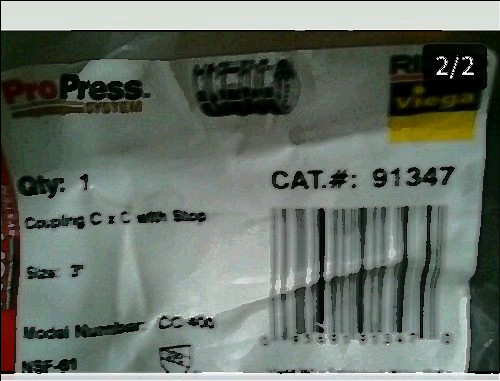 2/2
ProPress.
SYSTEM
Viega
Qty: 1
CAT.#: 91347
Coupling C x C with Stop
Size: 3"
Model Number:
NSF-61